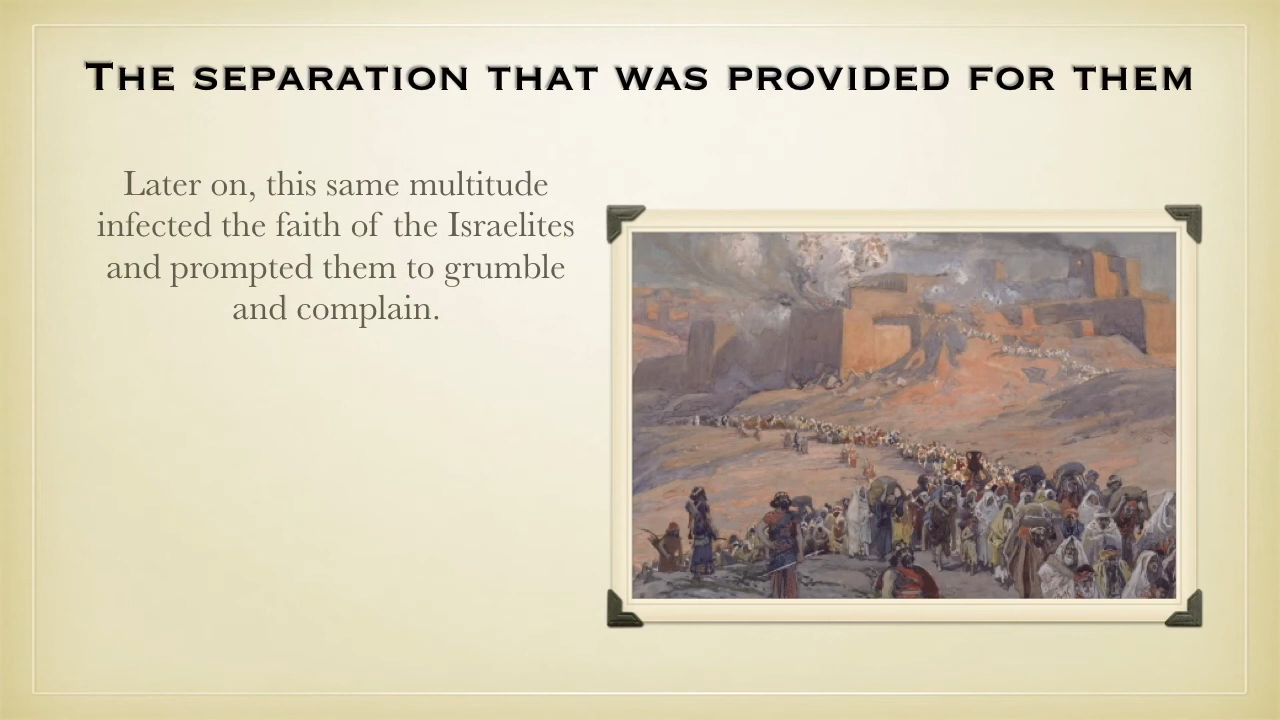 The separation that was provided for them
Later on, this same multitude
infected the faith of the Israelites
and prompted them to grumble
and complain.